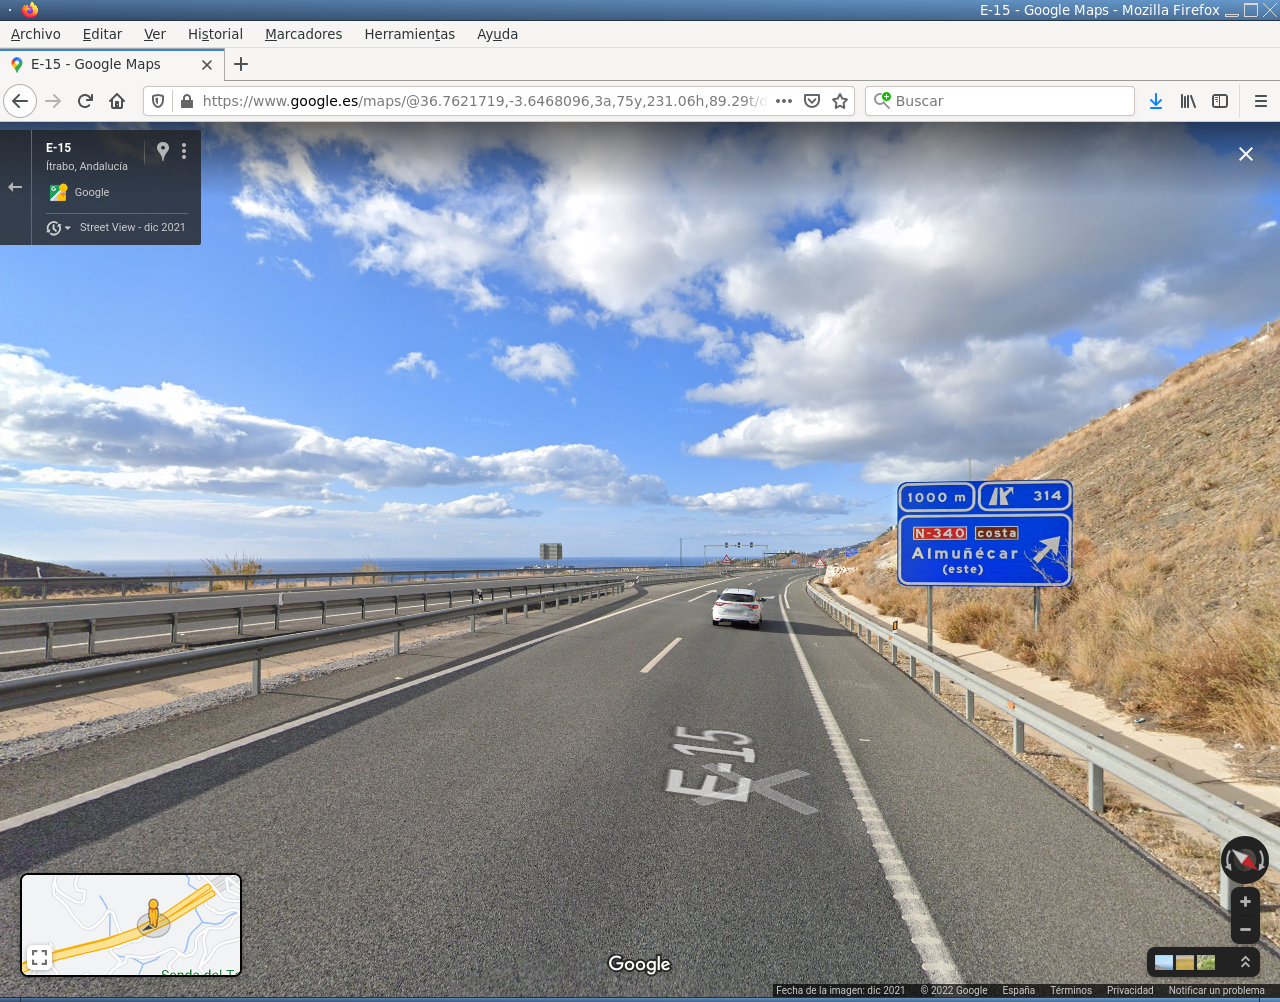 E-15 - Google Maps - Mozilla Firefox
Archivo Editar Ver Historial Marcadores Herramientas Ayuda
E-15 - Google Maps
https://www.google.es/maps/@36.7621719,-3.6468096,3a,75y,231.06h,89.29t/d
Buscar
E-15
Ítrabo, Andalucía
Google
Street View - dic 2021
1000 m 314
N-340 costa
Almuñécar
(este)
E-15
Google
Fecha de la imagen: dic 2021 © 2022 Google España Términos Privacidad Notificar un problema